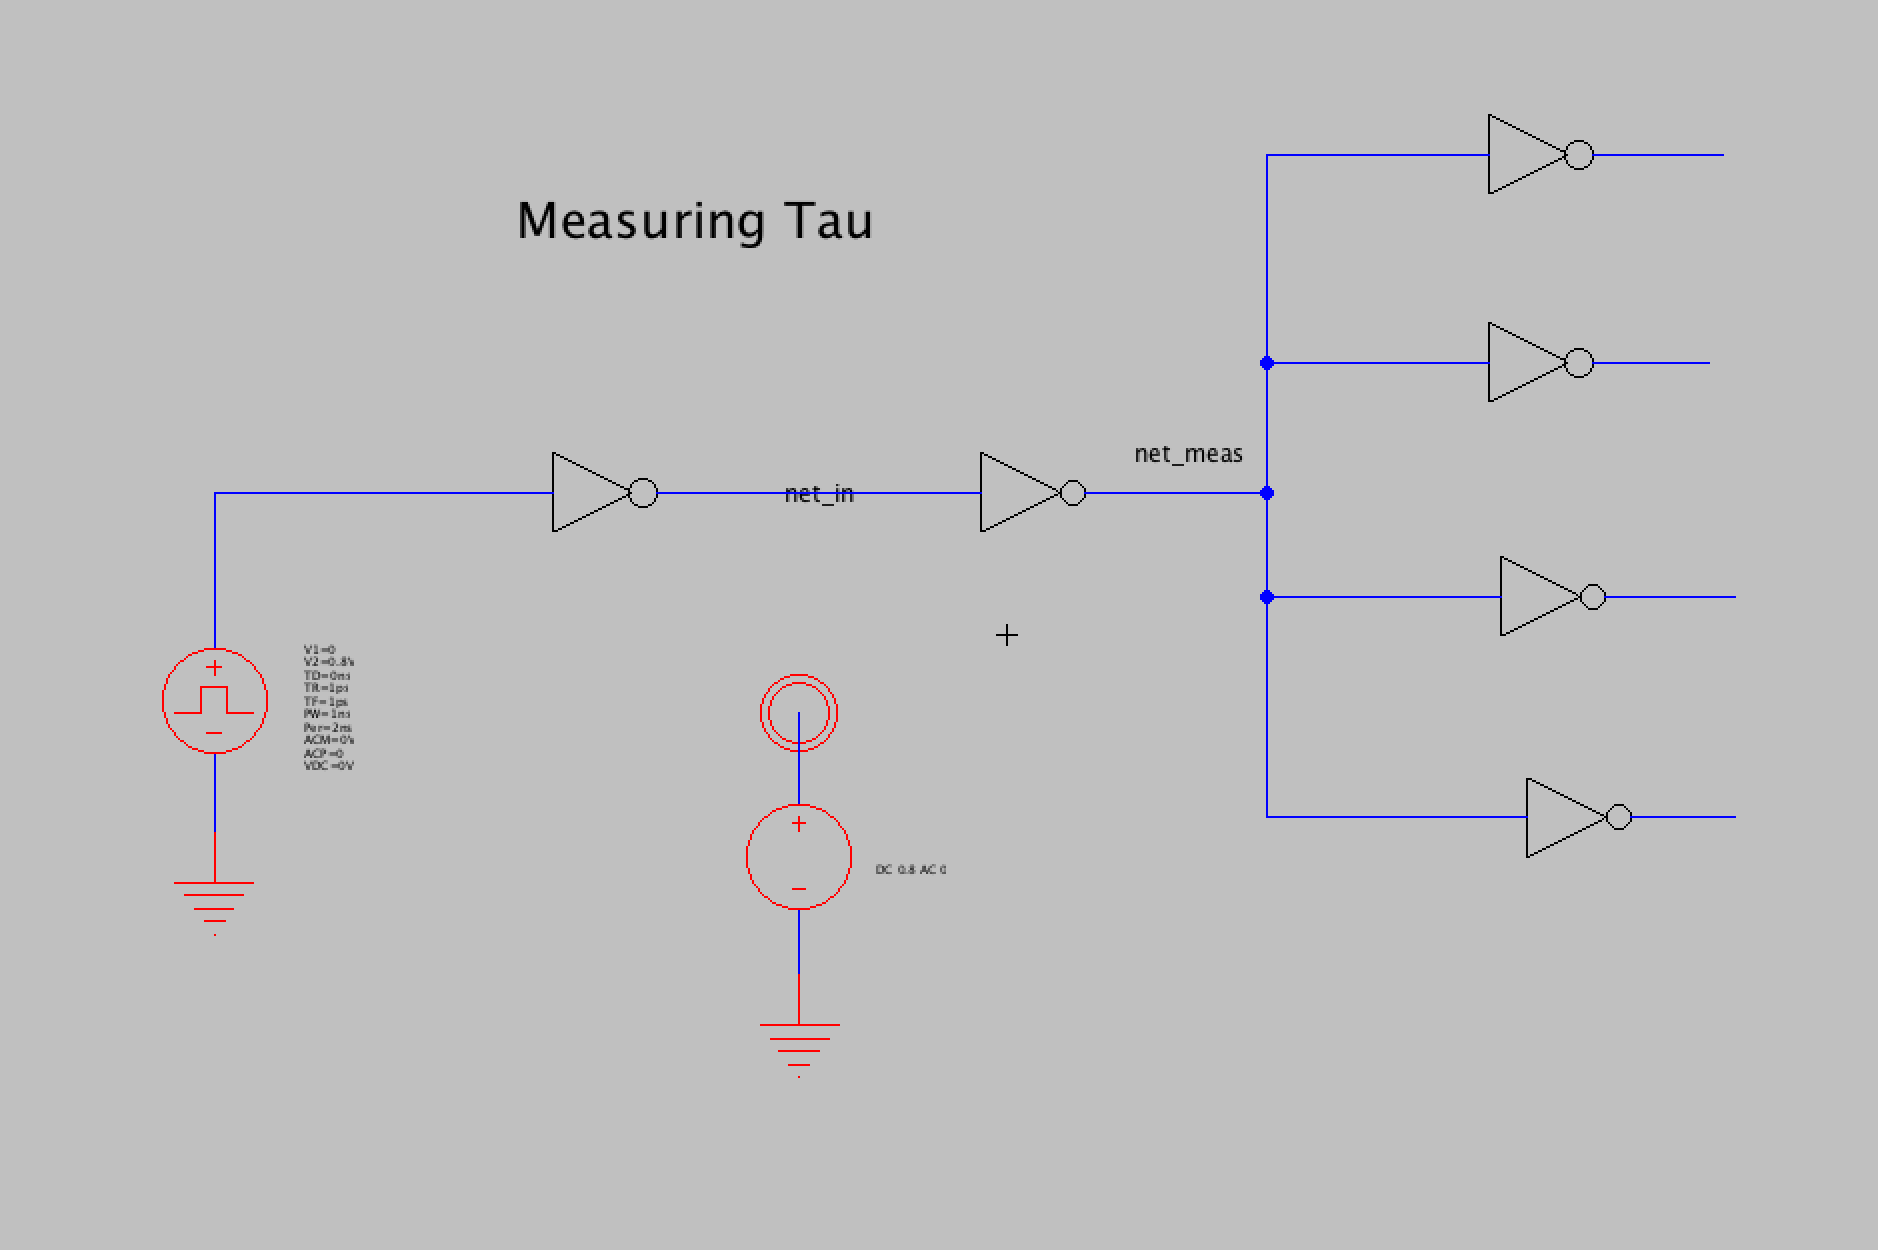 Measuring Tau
net_meas
net_in
V1=0
V2=0.8V
TD=0ns
TR=1ps
TF=1ps
PW=1ns
Per=2ns
ACM=0V
ACP=0
VDC=0V
DC 0.8 AC 0